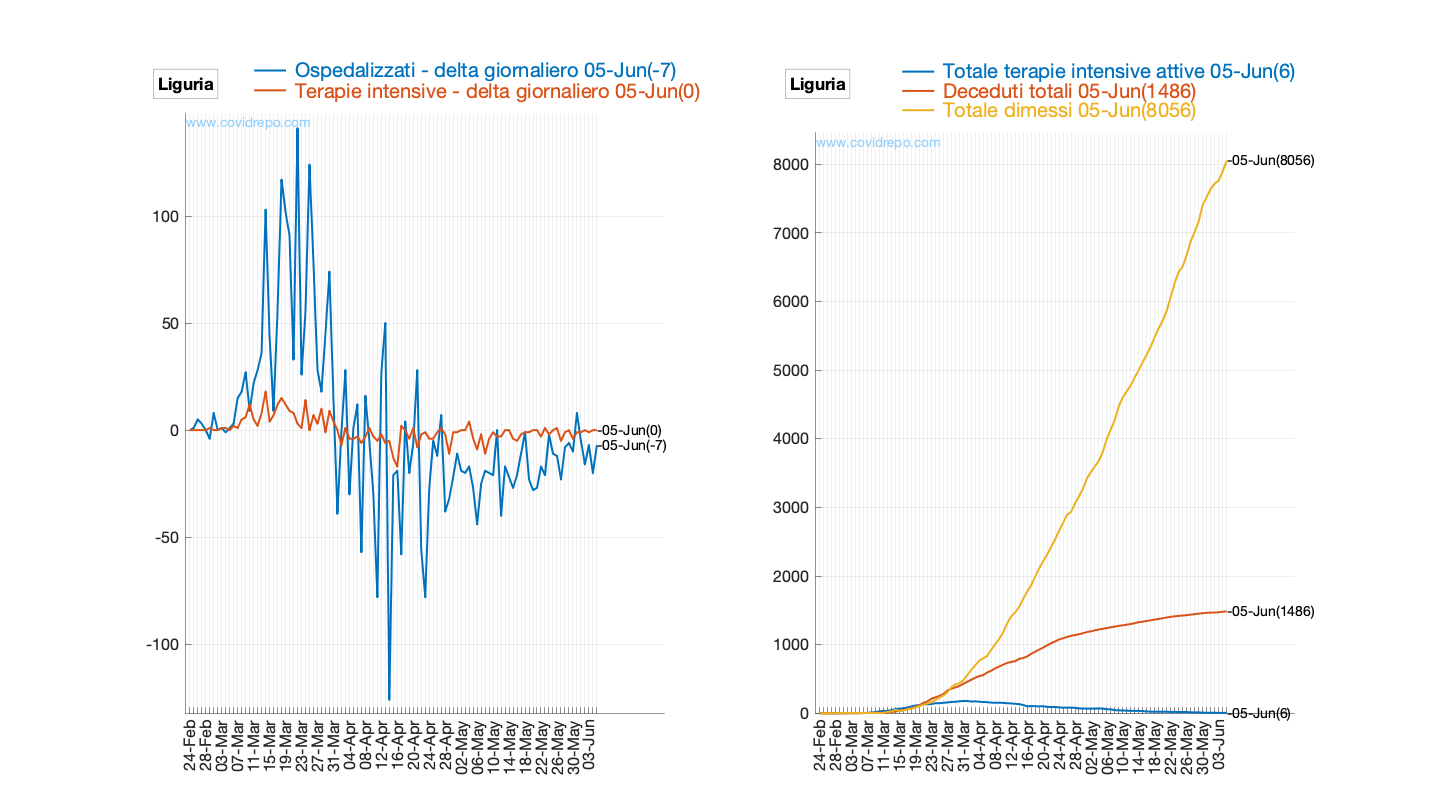 Liguria
Ospedalizzati - delta giornaliero 05-Jun(-7)
Terapie intensive - delta giornaliero 05-Jun(0)
www.covidrepo.com
100
50
0
-50
-100
-05-Jun(0)
-05-Jun(-7)
24-Feb
28-Feb
03-Mar
07-Mar
11-Mar
15-Mar
19-Mar
23-Mar
27-Mar
31-Mar
04-Apr
08-Apr
12-Apr
16-Apr
20-Apr
24-Apr
28-Apr
02-May
06-May
10-May
14-May
18-May
22-May
26-May
30-May
03-Jun
Liguria
Totale terapie intensive attive 05-Jun(6)
Deceduti totali 05-Jun(1486)
Totale dimessi 05-Jun(8056)
www.covidrepo.com
8000
7000
6000
5000
4000
3000
2000
1000
0
-05-Jun(8056)
-05-Jun(1486)
-05-Jun(6)
24-Feb
28-Feb
03-Mar
07-Mar
11-Mar
15-Mar
19-Mar
23-Mar
27-Mar
31-Mar
04-Apr
08-Apr
12-Apr
16-Apr
20-Apr
24-Apr
28-Apr
02-May
06-May
10-May
14-May
18-May
22-May
26-May
30-May
03-Jun